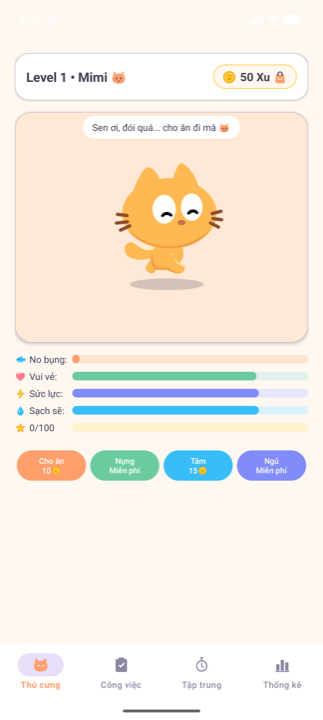 Level 1 • Mimi
50 Xu
Sen ơi, đói quá... cho ăn đi mà
No bụng:
Vui vẻ:
Sức lực:
Sạch sẽ:
0/100
Cho ăn
10
Nựng
Miễn phí
Tắm
15
Ngủ
Miễn phí
Thú cưng
Công việc
Tập trung
Thống kê